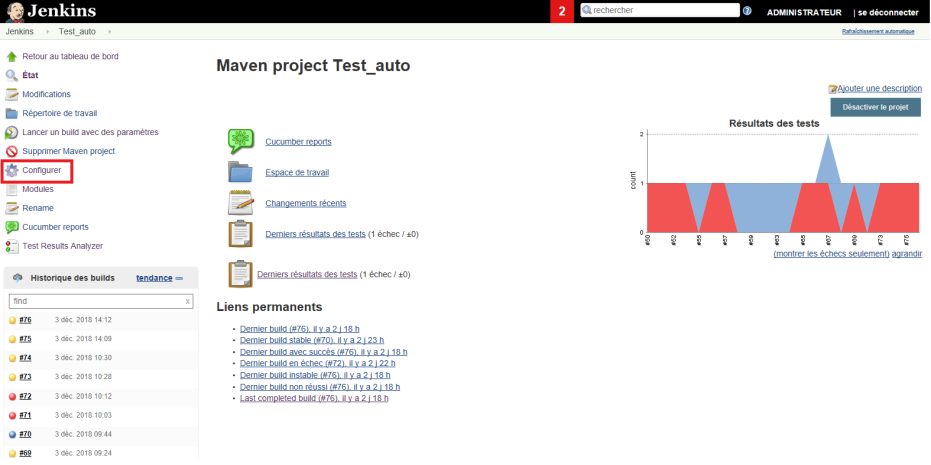 Jenkins
2
rechercher
ADMINISTRATEUR | se déconnecter
Jenkins Test_auto
Rafraîchissement automatique
Retour au tableau de bord
État
Modifications
Répertoire de travail
Lancer un build avec des paramètres
Supprimer Maven project
Configurer
Modules
Rename
Cucumber reports
Test Results Analyzer
Historique des builds tendance
find x
#76 3 déc. 2018 14:12
#75 3 déc. 2018 14:09
#74 3 déc. 2018 10:30
#73 3 déc. 2018 10:28
#72 3 déc. 2018 10:12
#71 3 déc. 2018 10:03
#70 3 déc. 2018 09:44
#69 3 déc. 2018 09:24
Maven project Test_auto
Ajouter une description
Désactiver le projet
Cucumber reports
Espace de travail
Changements récents
Derniers résultats des tests (1 échec / ±0)
Derniers résultats des tests (1 échec / ±0)
Liens permanents
• Dernier build (#76), il y a 2 j 18 h
• Dernier build stable (#70), il y a 2 j 23 h
• Dernier build avec succès (#76), il y a 2 j 18 h
• Dernier build en échec (#72), il y a 2 j 22 h
• Dernier build instable (#76), il y a 2 j 18 h
• Dernier build non réussi (#76), il y a 2 j 18 h
• Last completed build (#76), il y a 2 j 18 h
Résultats des tests
count
2
1
0
#50 #52 #57 #59 #63 #67 #69 #73 #75
(montrer les échecs seulement) agrandir